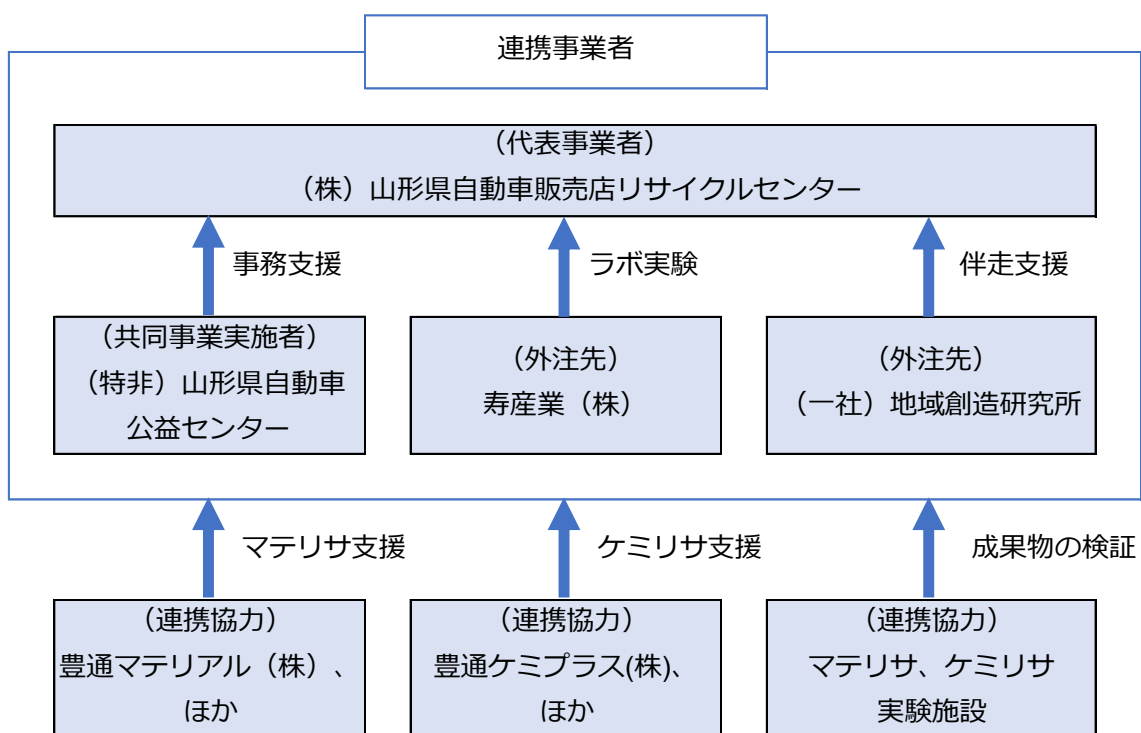 連携事業者
（代表事業者）
（株）山形県自動車販売店リサイクルセンター
事務支援
ラボ実験
伴走支援
（共同事業実施者）
（特非）山形県自動車
公益センター
（外注先）
寿産業（株）
（外注先）
（一社）地域創造研究所
マテリサ支援
ケミリサ支援
成果物の検証
（連携協力）
豊通マテリアル（株）、
ほか
（連携協力）
豊通ケミプラス(株)、
ほか
（連携協力）
マテリサ、ケミリサ
実験施設